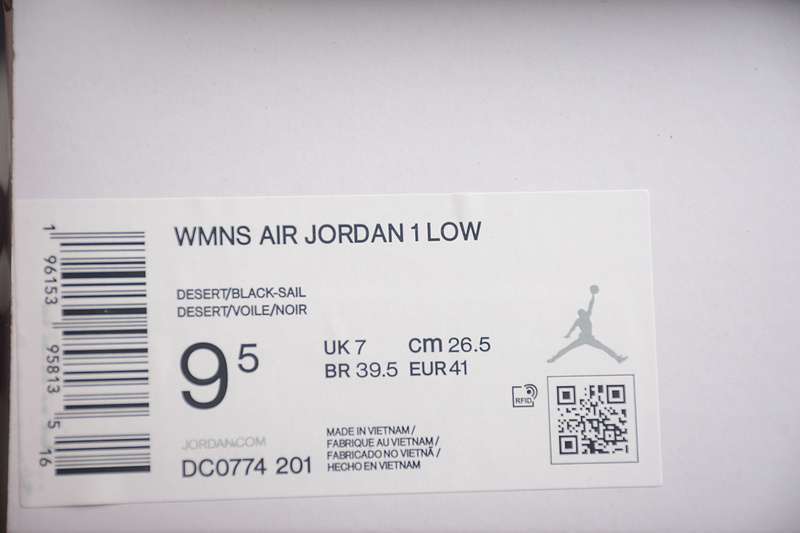 WMNS AIR JORDAN 1 LOW
DESERT/BLACK-SAIL
DESERT/VOILE/NOIR
9 5
UK 7 cm 26.5
BR 39.5 EUR 41
RFID
JORDAN.COM
DC0774 201
MADE IN VIETNAM /
FABRIQUE AU VIETNAM /
FABRICADO NO VIETNÃ /
HECHO EN VIETNAM
1 96153 95813 5 16